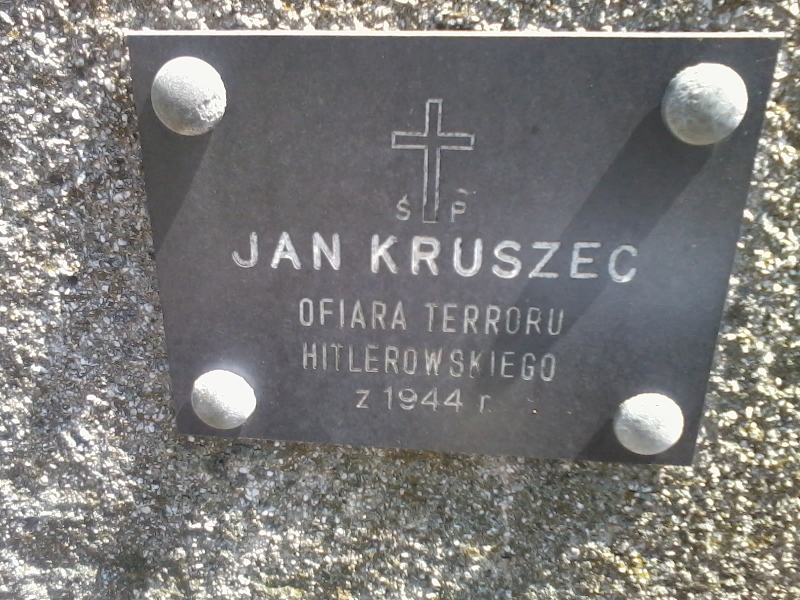 Ś P
JAN KRUSZEC
OFIARA TERRORU
HITLEROWSKIEGO
z 1944 r